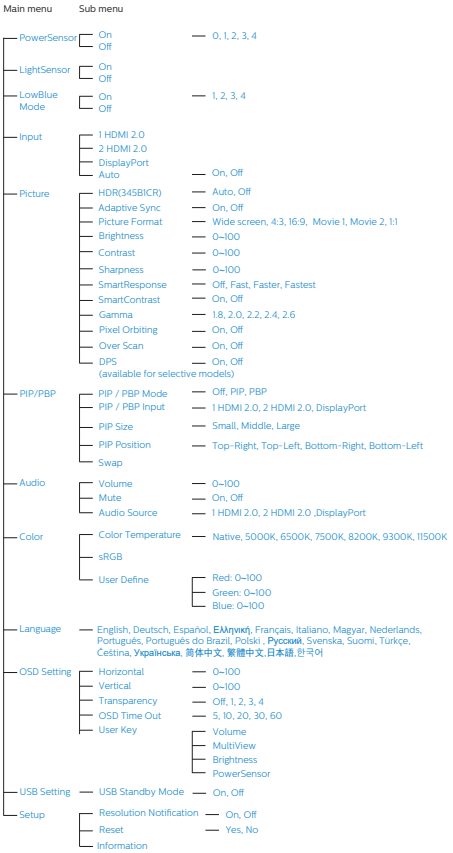 Main menu Sub menu
PowerSensor On 0, 1, 2, 3, 4
Off
LightSensor On
Off
LowBlue Mode On 1, 2, 3, 4
Off
Input 1 HDMI 2.0
2 HDMI 2.0
DisplayPort
Auto On, Off
Picture HDR(345B1CR) Auto, Off
Adaptive Sync On, Off
Picture Format Wide screen, 4:3, 16:9, Movie 1, Movie 2, 1:1
Brightness 0~100
Contrast 0~100
Sharpness 0~100
SmartResponse Off, Fast, Faster, Fastest
SmartContrast On, Off
Gamma 1.8, 2.0, 2.2, 2.4, 2.6
Pixel Orbiting On, Off
Over Scan On, Off
DPS On, Off
(available for selective models)
PIP/PBP PIP / PBP Mode Off, PIP, PBP
PIP / PBP Input 1 HDMI 2.0, 2 HDMI 2.0, DisplayPort
PIP Size Small, Middle, Large
PIP Position Top-Right, Top-Left, Bottom-Right, Bottom-Left
Swap
Audio Volume 0~100
Mute On, Off
Audio Source 1 HDMI 2.0, 2 HDMI 2.0 ,DisplayPort
Color Color Temperature Native, 5000K, 6500K, 7500K, 8200K, 9300K, 11500K
sRGB
User Define Red: 0~100
Green: 0~100
Blue: 0~100
Language English, Deutsch, Español, Ελληνική, Français, Italiano, Magyar, Nederlands,
Português, Português do Brazil, Polski , Русский, Svenska, Suomi, Türkçe,
Čeština, Українська, 简体中文, 繁體中文,日本語,한국어
OSD Setting Horizontal 0~100
Vertical 0~100
Transparency Off, 1, 2, 3, 4
OSD Time Out 5, 10, 20, 30, 60
User Key Volume
MultiView
Brightness
PowerSensor
USB Setting USB Standby Mode On, Off
Setup Resolution Notification On, Off
Reset Yes, No
Information